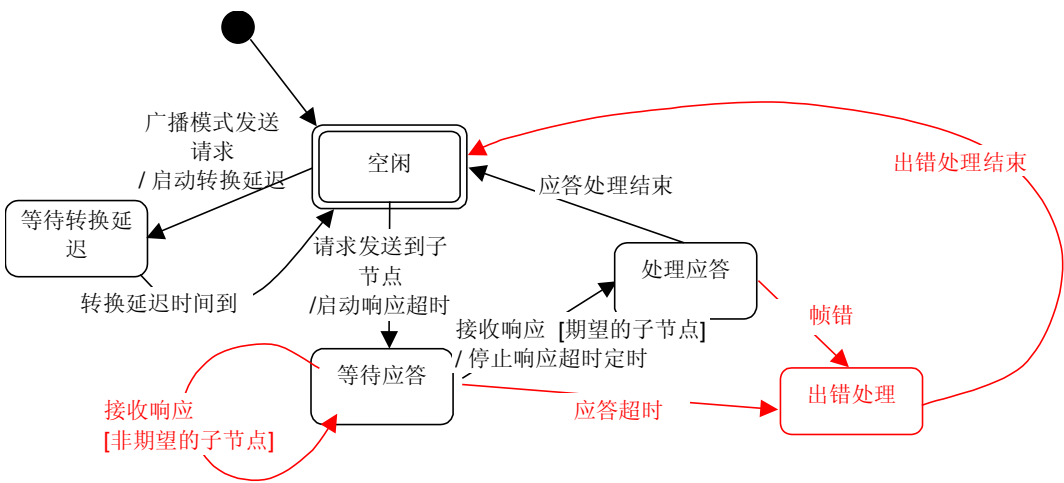 广播模式发送
请求
/ 启动转换延迟
空闲
出错处理结束
应答处理结束
等待转换延
迟
请求发送到子
节点
/启动响应超时
处理应答
转换延迟时间到
接收响应 [期望的子节点]
/ 停止响应超时定时
帧错
等待应答
出错处理
接收响应
[非期望的子节点]
应答超时